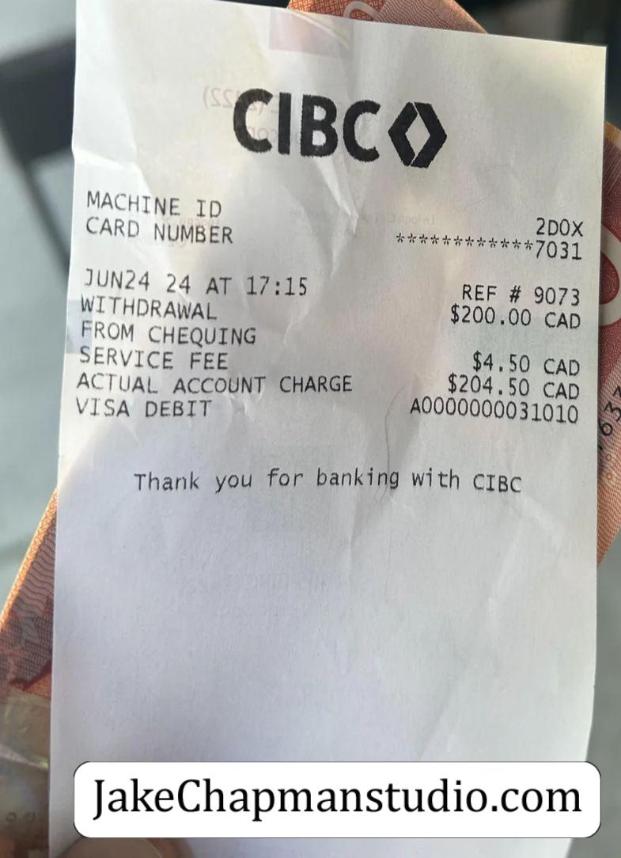 CIBC
MACHINE ID 2DOX
CARD NUMBER ************7031
JUN24 24 AT 17:15 REF # 9073
WITHDRAWAL $200.00 CAD
FROM CHEQUING
SERVICE FEE $4.50 CAD
ACTUAL ACCOUNT CHARGE $204.50 CAD
VISA DEBIT A0000000031010
Thank you for banking with CIBC
JakeChapmanstudio.com